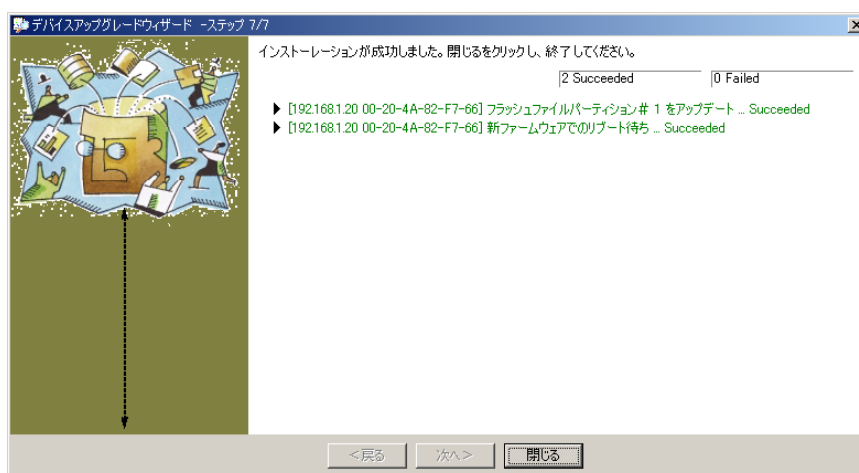 デバイスアップグレードウィザード -ステップ 7/7
インストーレーションが成功しました。閉じるをクリックし、終了してください。
2 Succeeded 0 Failed
[192.168.1.20 00-20-4A-82-F7-66] フラッシュファイルパーティション# 1 をアップデート ... Succeeded
[192.168.1.20 00-20-4A-82-F7-66] 新ファームウェアでのリブート待ち ... Succeeded
<戻る 次へ> 閉じる